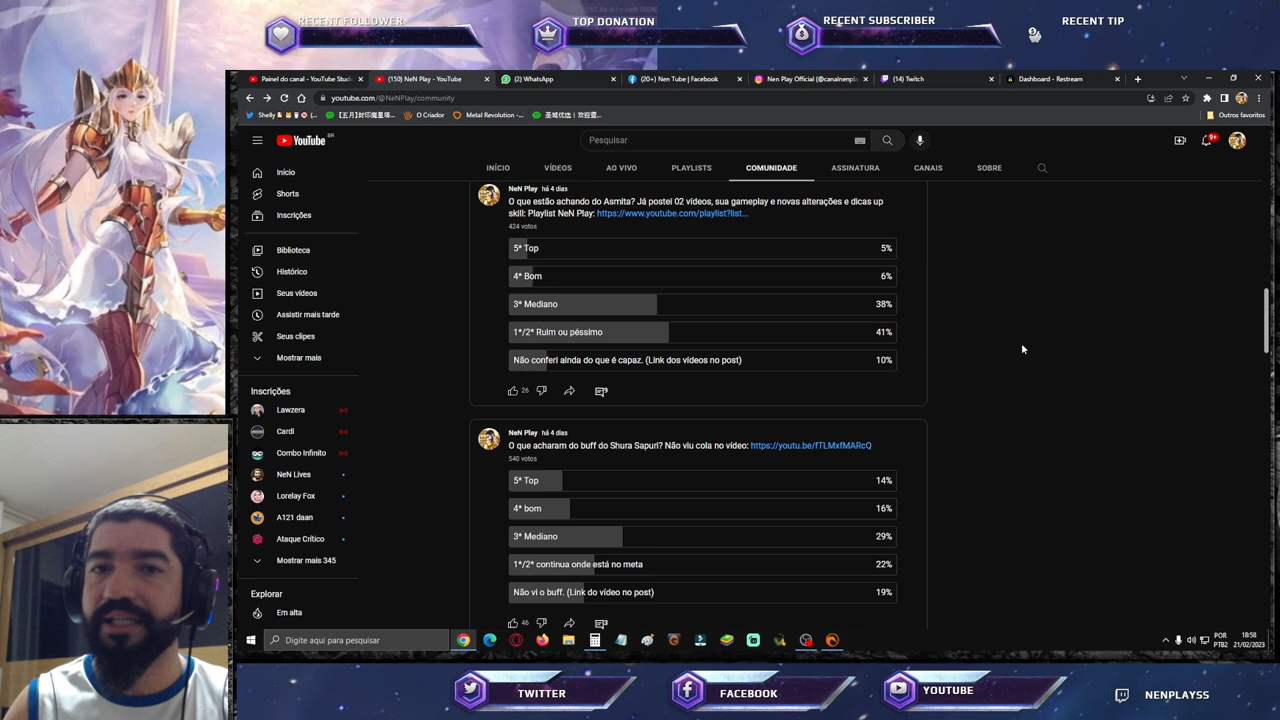 RECENT FOLLOWER
TOP DONATION
RECENT SUBSCRIBER
RECENT TIP
Painel do canal - YouTube Studi
(150) NeN Play - YouTube
(2) WhatsApp
(20+) Nen Tube | Facebook
Nen Play Official (@canalnenpla
(14) Twitch
Dashboard - Restream
youtube.com/@NeNPlay/community
O Criador
Metal Revolution -...
Outros favoritos
YouTube BR
Pesquisar
9+
INÍCIO
VÍDEOS
AO VIVO
PLAYLISTS
COMUNIDADE
ASSINATURA
CANAIS
SOBRE
Início
Shorts
Inscrições
Biblioteca
Histórico
Seus vídeos
Assistir mais tarde
Seus clipes
Mostrar mais
Inscrições
Lawzera
Cardi
Combo Infinito
NeN Lives
Lorelay Fox
A121 daan
Ataque Crítico
Mostrar mais 345
Explorar
Em alta
NeN Play há 4 dias
O que estão achando do Asmita? Já postei 02 vídeos, sua gameplay e novas alterações e dicas up
skill: Playlist NeN Play: https://www.youtube.com/playlist?list...
424 votos
5* Top 5%
4* Bom 6%
3* Mediano 38%
1*/2* Ruim ou péssimo 41%
Não conferi ainda do que é capaz. (Link dos vídeos no post) 10%
26
9
NeN Play há 4 dias
O que acharam do buff do Shura Sapuri? Não viu cola no vídeo: https://youtu.be/fTLMxfMARcQ
540 votos
5* Top 14%
4* bom 16%
3* Mediano 29%
1*/2* continua onde está no meta 22%
Não vi o buff. (Link do vídeo no post) 19%
46
3
Digite aqui para pesquisar
POR
PTB2
18:58
21/02/2023
TWITTER
FACEBOOK
YOUTUBE
NENPLAYSS